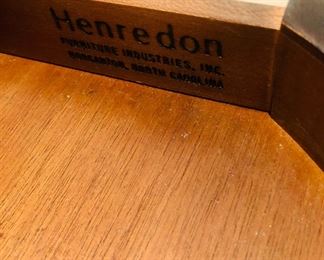 Henredon
FURNITURE INDUSTRIES, INC.
MORGANTON, NORTH CAROLINA